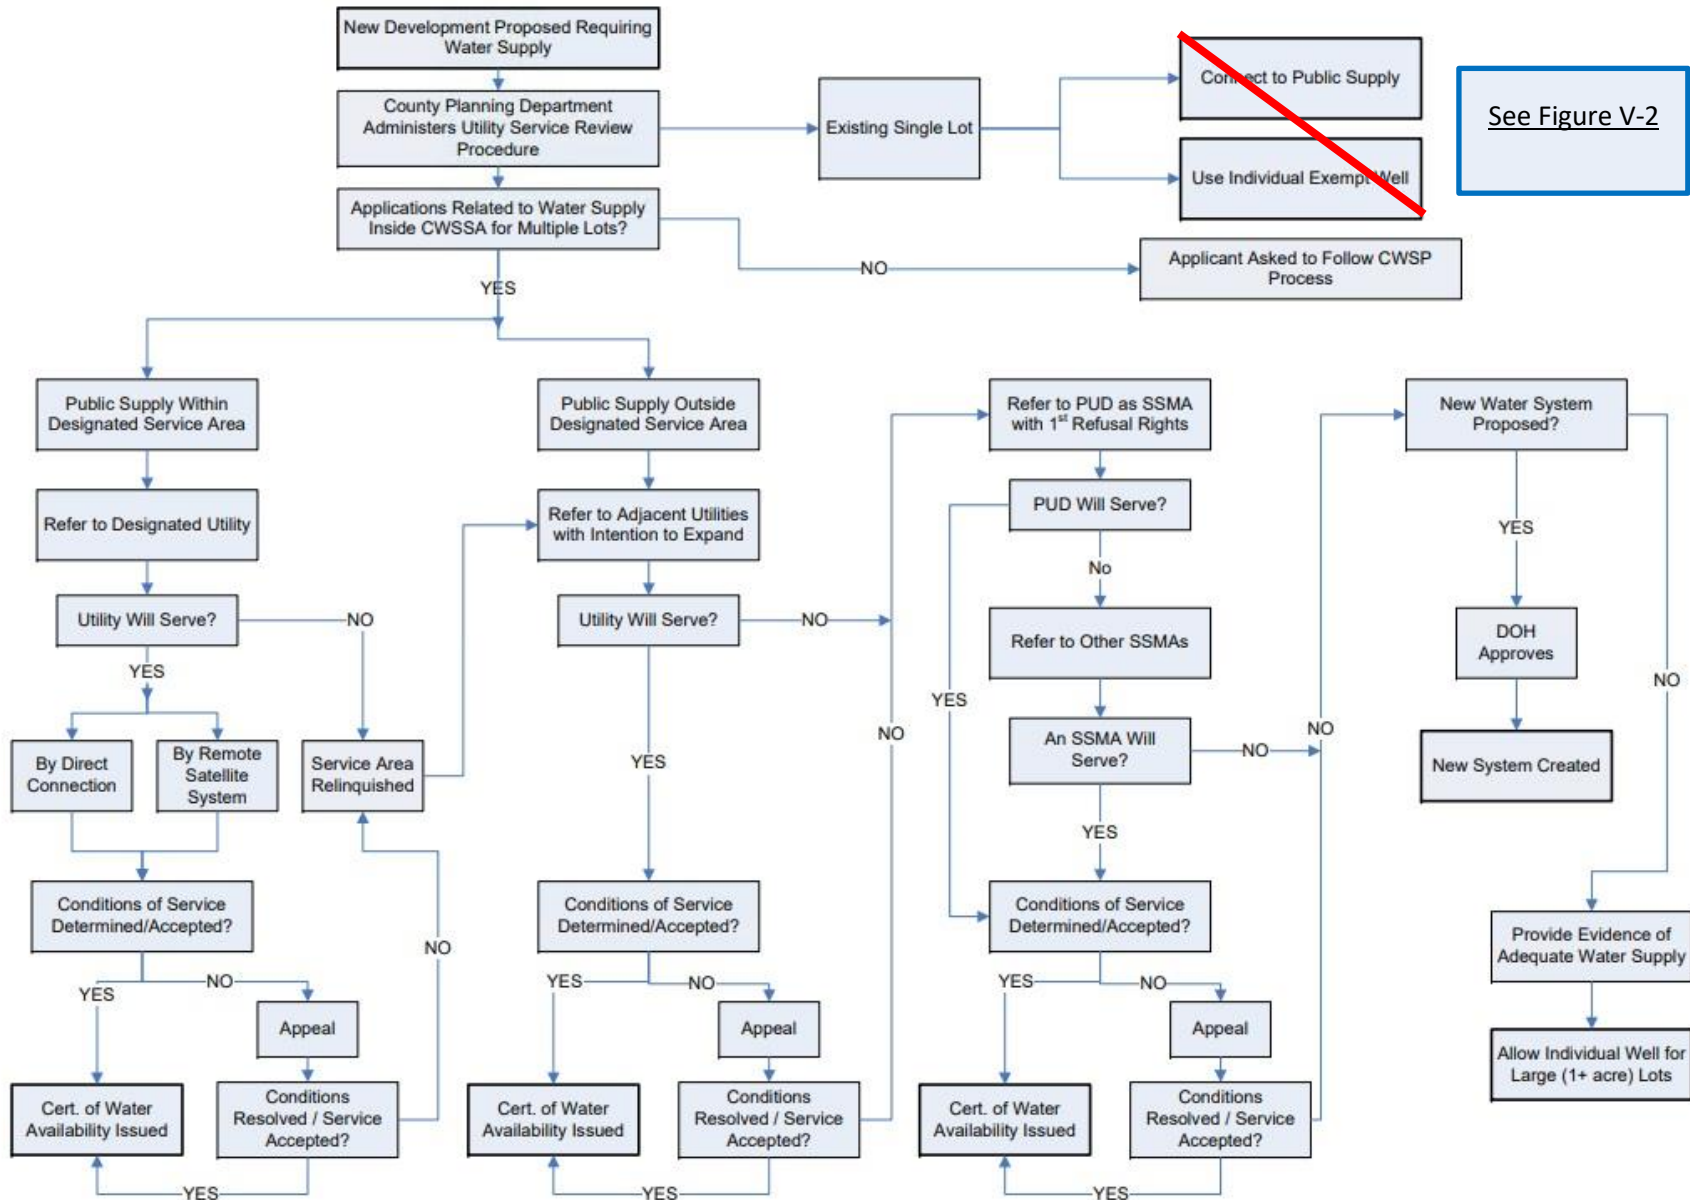 New Development Proposed Requiring
Water Supply
County Planning Department
Administers Utility Service Review
Procedure
Existing Single Lot
Connect to Public Supply
Use Individual Exempt Well
See Figure V-2
Applications Related to Water Supply
Inside CWSSA for Multiple Lots?
NO
Applicant Asked to Follow CWSP
Process
YES
Public Supply Within
Designated Service Area
Refer to Designated Utility
Utility Will Serve?
NO
YES
By Direct
Connection
By Remote
Satellite
System
Service Area
Relinquished
Conditions of Service
Determined/Accepted?
NO
YES
NO
Appeal
Cert. of Water
Availability Issued
Conditions
Resolved / Service
Accepted?
YES
Public Supply Outside
Designated Service Area
Refer to Adjacent Utilities
with Intention to Expand
Utility Will Serve?
NO
YES
NO
Conditions of Service
Determined/Accepted?
YES
NO
Appeal
Cert. of Water
Availability Issued
Conditions
Resolved / Service
Accepted?
YES
Refer to PUD as SSMA
with 1st Refusal Rights
PUD Will Serve?
No
YES
Refer to Other SSMAs
An SSMA Will
Serve?
NO
NO
YES
Conditions of Service
Determined/Accepted?
YES
NO
Appeal
Cert. of Water
Availability Issued
Conditions
Resolved / Service
Accepted?
YES
New Water System
Proposed?
YES
NO
DOH
Approves
New System Created
Provide Evidence of
Adequate Water Supply
Allow Individual Well for
Large (1+ acre) Lots